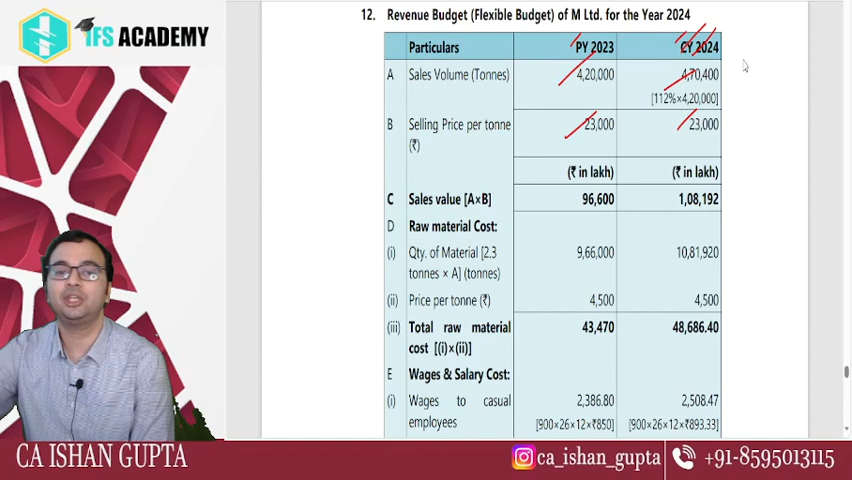 IFS ACADEMY
12. Revenue Budget (Flexible Budget) of M Ltd. for the Year 2024
Particulars PY 2023 CY 2024
A Sales Volume (Tonnes) 4,20,000 4,70,400
[112%×4,20,000]
B Selling Price per tonne 23,000 23,000
(₹)
(₹ in lakh) (₹ in lakh)
C Sales value [A×B] 96,600 1,08,192
D Raw material Cost:
(i) Qty. of Material [2.3 9,66,000 10,81,920
tonnes × A] (tonnes)
(ii) Price per tonne (₹) 4,500 4,500
(iii) Total raw material 43,470 48,686.40
cost [(i)×(ii)]
E Wages & Salary Cost:
(i) Wages to casual 2,386.80 2,508.47
employees [900×26×12×₹850] [900×26×12×₹893.33]
CA ISHAN GUPTA ca_ishan_gupta +91-8595013115